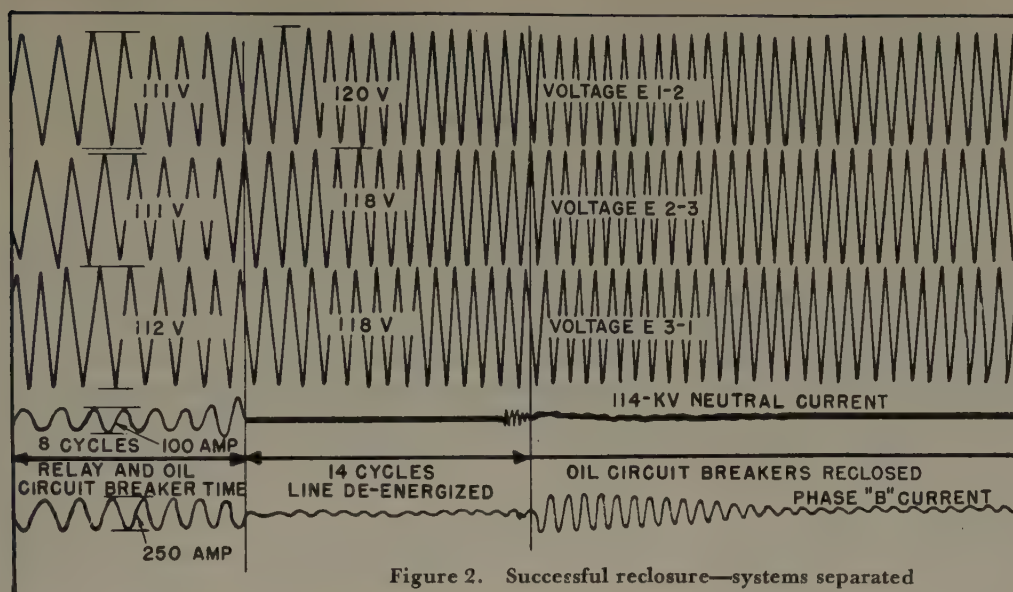 111 V
120 V
VOLTAGE E 1-2
111 V
118 V
VOLTAGE E 2-3
112 V
118 V
VOLTAGE E 3-1
114-KV NEUTRAL CURRENT
8 CYCLES
100 AMP
RELAY AND OIL
CIRCUIT BREAKER TIME
14 CYCLES
LINE DE-ENERGIZED
OIL CIRCUIT BREAKERS RECLOSED
PHASE "B" CURRENT
250 AMP
Figure 2. Successful reclosure—systems separated